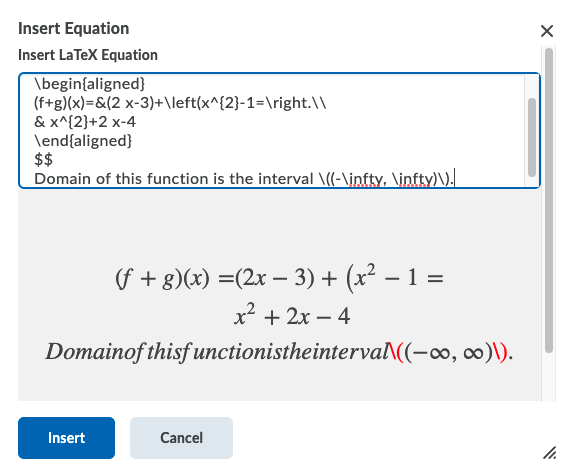 Insert Equation
×
Insert LaTeX Equation
\begin{aligned}
(f+g)(x)=&(2 x-3)+\left(x^{2}-1=\right.\\
& x^{2}+2 x-4
\end{aligned}
$$
Domain of this function is the interval \((-\infty, \infty)\).
(f + g)(x) =(2x − 3) + (x² − 1 =
x² + 2x − 4
Domainofthisfunctionistheinterval\((−∞, ∞)\).
Insert
Cancel